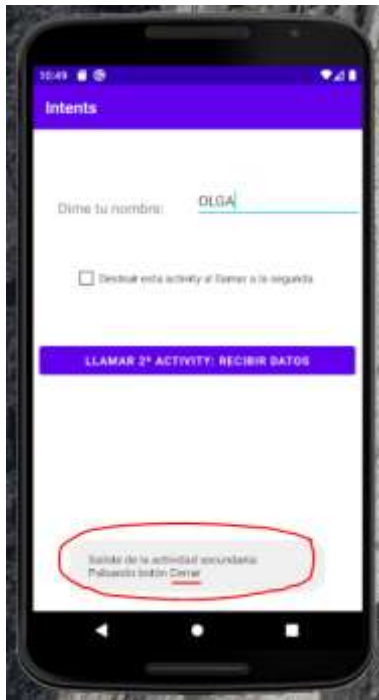 10:49
Intents
Dime tu nombre:
OLGA
Destruir esta activity al llamar a la segunda
LLAMAR 2ª ACTIVITY: RECIBIR DATOS
Salida de la actividad secundaria
Pulsando botón Cerrar